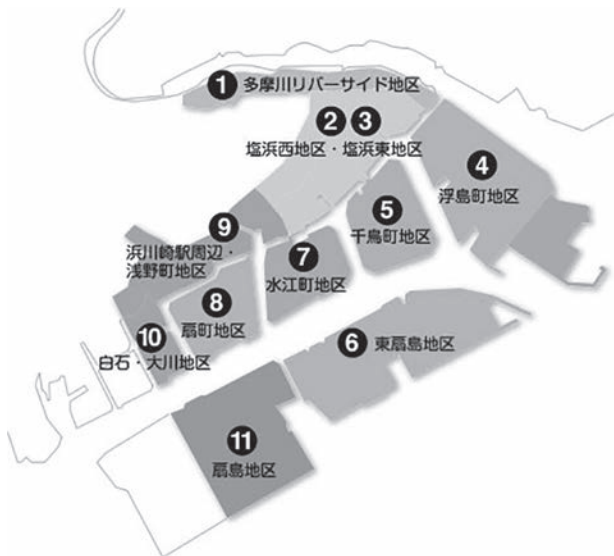 1 多摩川リバーサイド地区
2 3
塩浜西地区・塩浜東地区
4
浮島町地区
5
千鳥町地区
9
浜川崎駅周辺・
浅野町地区
7
水江町地区
8
扇町地区
6 東扇島地区
10
白石・大川地区
11
扇島地区